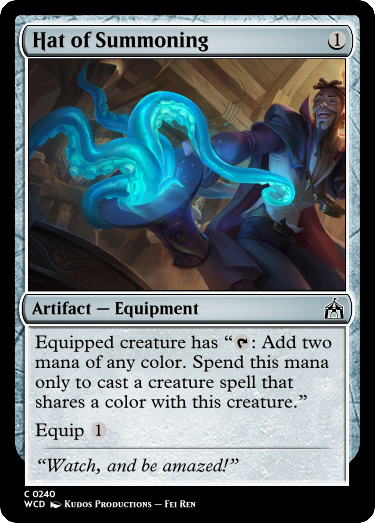 Hat of Summoning 1
Artifact — Equipment
Equipped creature has “: Add two
mana of any color. Spend this mana
only to cast a creature spell that
shares a color with this creature.”
Equip 1
“Watch, and be amazed!”
C 0240
WCD Kudos Productions — Fei Ren